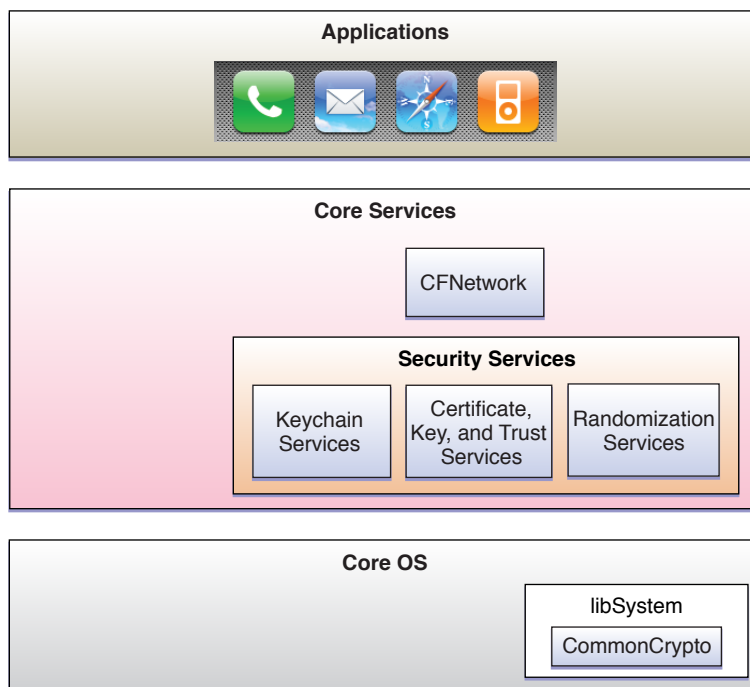 Applications
N
S
Core Services
CFNetwork
Security Services
Keychain
Services
Certificate,
Key, and Trust
Services
Randomization
Services
Core OS
libSystem
CommonCrypto